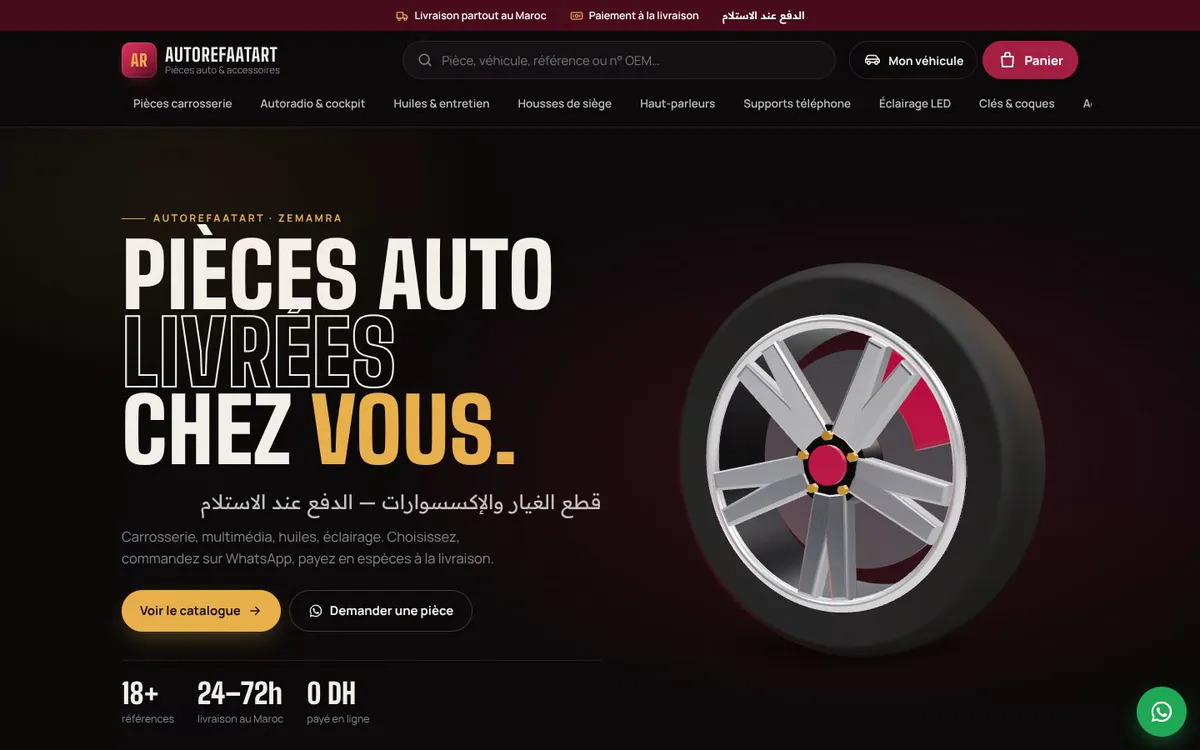 Livraison partout au Maroc
Paiement à la livraison
الدفع عند الاستلام
AR
AUTOREFAATART
Pièces auto & accessoires
Pièce, véhicule, référence ou n° OEM...
Mon véhicule
Panier
Pièces carrosserie
Autoradio & cockpit
Huiles & entretien
Housses de siège
Haut-parleurs
Supports téléphone
Éclairage LED
Clés & coques
AUTOREFAATART · ZEMAMRA
PIÈCES AUTO
LIVRÉES
CHEZ VOUS.
قطع الغيار والإكسسوارات — الدفع عند الاستلام
Carrosserie, multimédia, huiles, éclairage. Choisissez,
commandez sur WhatsApp, payez en espèces à la livraison.
Voir le catalogue →
Demander une pièce
18+
références
24–72h
livraison au Maroc
0 DH
payé en ligne